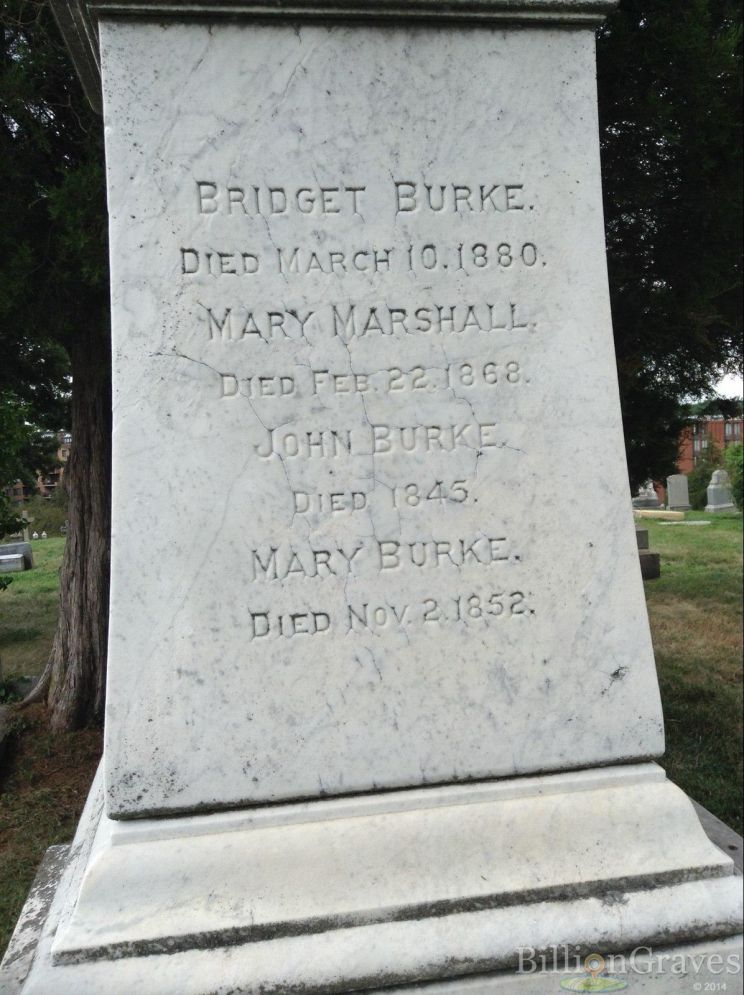 BRIDGET BURKE.
DIED MARCH 10. 1880.
MARY MARSHALL.
DIED FEB. 22. 1868.
JOHN BURKE.
DIED 1845.
MARY BURKE.
DIED NOV. 2. 1852.
BillionGraves
© 2014